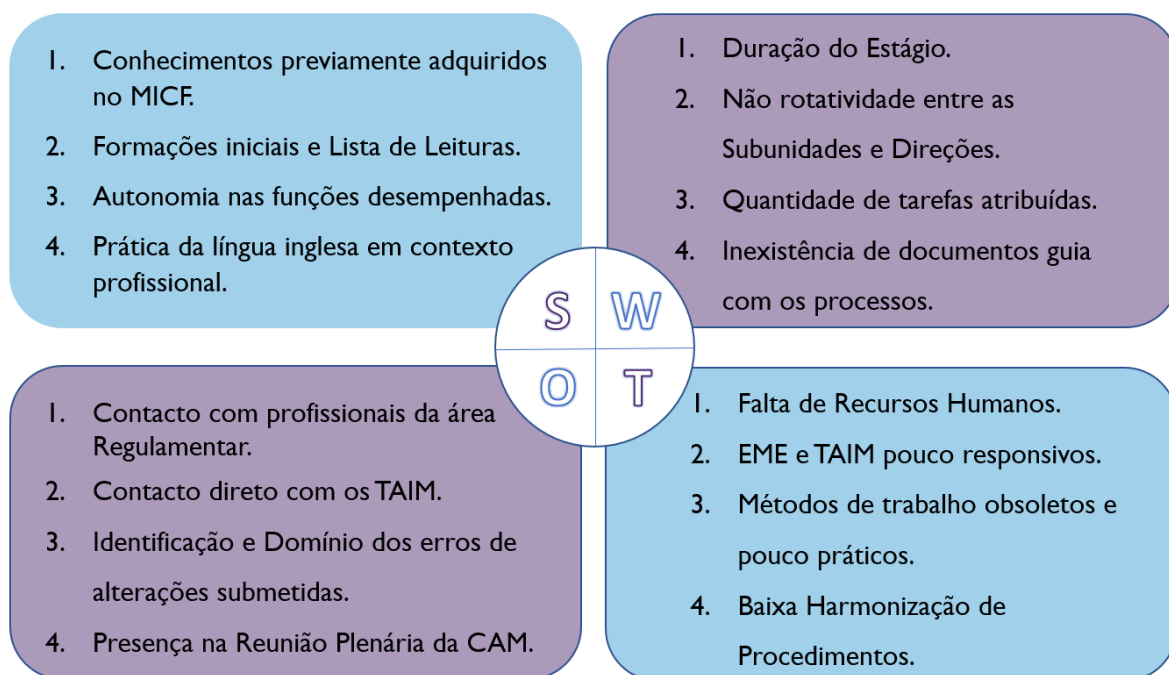 1. Conhecimentos previamente adquiridos
no MICF.
2. Formações iniciais e Lista de Leituras.
3. Autonomia nas funções desempenhadas.
4. Prática da língua inglesa em contexto
profissional.
1. Duração do Estágio.
2. Não rotatividade entre as
Subunidades e Direções.
3. Quantidade de tarefas atribuídas.
4. Inexistência de documentos guia
com os processos.
S W
O T
1. Contacto com profissionais da área
Regulamentar.
2. Contacto direto com os TAIM.
3. Identificação e Domínio dos erros de
alterações submetidas.
4. Presença na Reunião Plenária da CAM.
1. Falta de Recursos Humanos.
2. EME e TAIM pouco responsivos.
3. Métodos de trabalho obsoletos e
pouco práticos.
4. Baixa Harmonização de
Procedimentos.